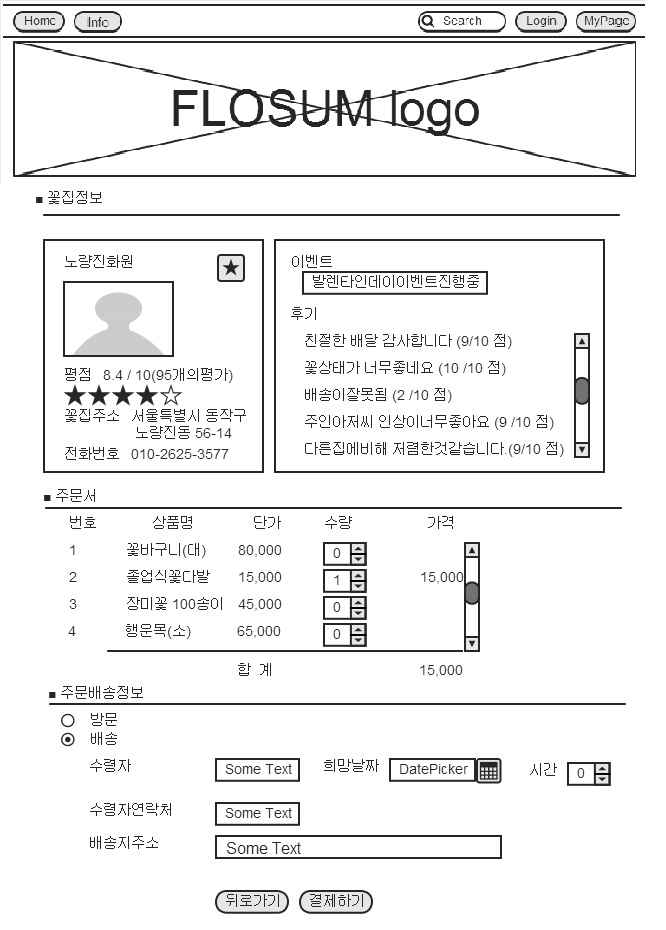 Home Info Search Login MyPage
FLOSUM logo
■ 꽃집정보
노량진화원
평점 8.4 / 10(95개의평가)
꽃집주소 서울특별시 동작구
노량진동 56-14
전화번호 010-2625-3577
이벤트
발렌타인데이이벤트진행중
후기
친절한 배달 감사합니다 (9/10 점)
꽃상태가 너무좋네요 (10 /10 점)
배송이잘못됨 (2 /10 점)
주인아저씨 인상이너무좋아요 (9 /10 점)
다른집에비해 저렴한것같습니다.(9/10 점)
■ 주문서
번호 상품명 단가 수량 가격
1 꽃바구니(대) 80,000 0
2 졸업식꽃다발 15,000 1 15,000
3 장미꽃 100송이 45,000 0
4 행운목(소) 65,000 0
합 계 15,000
■ 주문배송정보
방문
배송
수령자 Some Text 희망날짜 DatePicker 시간 0
수령자연락처 Some Text
배송지주소 Some Text
뒤로가기 결제하기